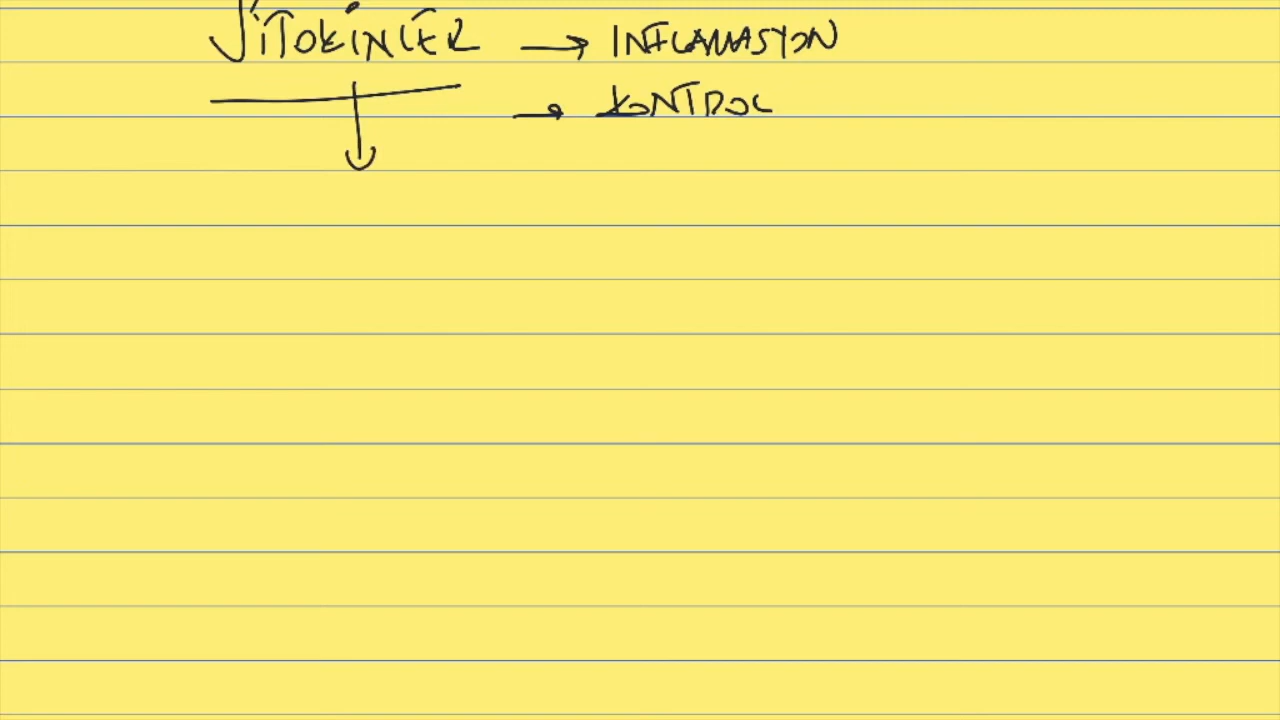 SİTOKİNLER → INFLAMASYON
→ KONTROL